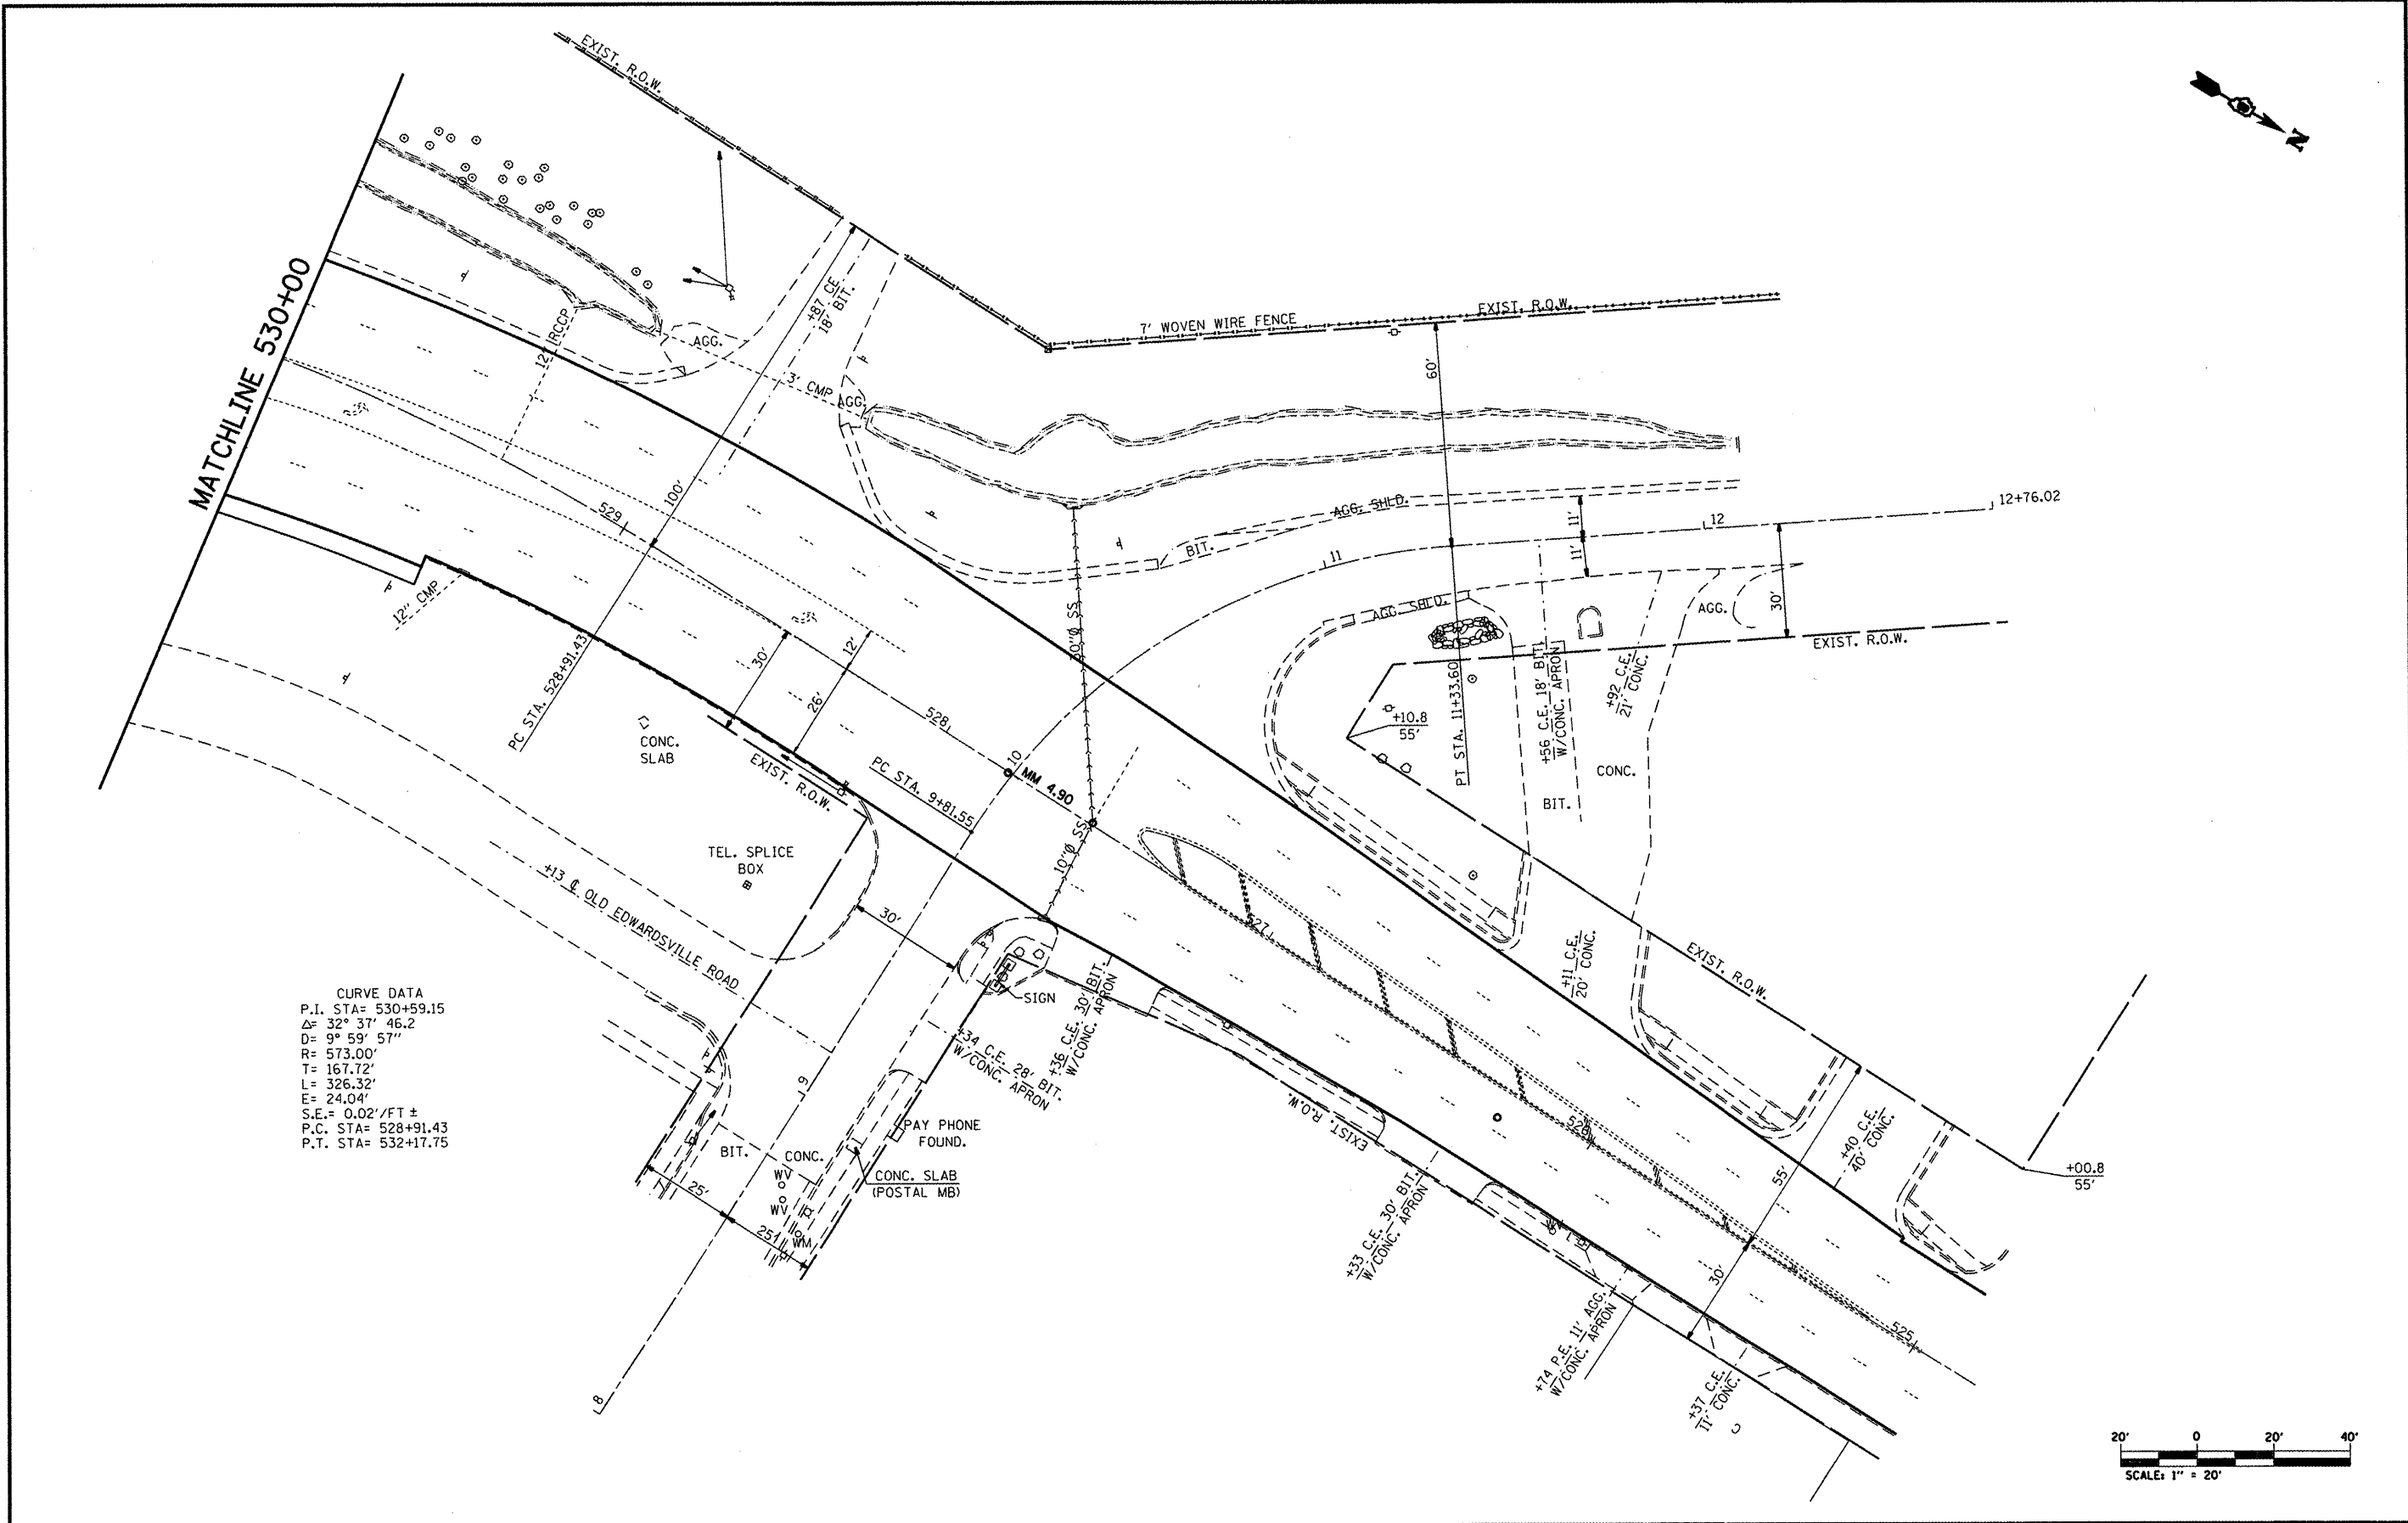 EXIST. R.O.W.
N
MATCHLINE 530+00
12" RCCP
AGG.
+87 CE
18' BIT.
3' CMP
AGG.
7' WOVEN WIRE FENCE
EXIST. R.O.W.
60'
100'
529
12" CMP
PC STA. 528+91.43
AGG. SHLD.
BIT.
11'
11'
11
12
12+76.02
30'
AGG.
EXIST. R.O.W.
AGG. SHLD.
PT STA. 11+33.60
+56 C.E. 18' BIT.
W/CONC. APRON
+92 C.E.
21' CONC.
+10.8
55'
CONC.
BIT.
CONC.
SLAB
30'
12'
26'
528
EXIST. R.O.W.
PC STA. 9+81.55
10
MM 4.90
10"Ø SS
TEL. SPLICE
BOX
+13 ℄ OLD EDWARDSVILLE ROAD
30'
527
SIGN
+34 C.E. 28' BIT.
W/CONC. APRON
+36 C.E. 30' BIT.
W/CONC. APRON
+11 C.E.
20' CONC.
EXIST. R.O.W.
CURVE DATA
P.I. STA= 530+59.15
Δ= 32° 37' 46.2
D= 9° 59' 57"
R= 573.00'
T= 167.72'
L= 326.32'
E= 24.04'
S.E.= 0.02'/FT ±
P.C. STA= 528+91.43
P.T. STA= 532+17.75
9
PAY PHONE
FOUND.
BIT.
CONC.
WV
WV
WM
CONC. SLAB
(POSTAL MB)
25'
25'
8
EXIST. R.O.W.
526
+40 C.E.
40' CONC.
+00.8
55'
55'
30'
+33 C.E. 30' BIT.
W/CONC. APRON
+74 P.E. 11' AGG.
W/CONC. APRON
+37 C.E.
11' CONC.
525
20'
0
20'
40'
SCALE: 1" = 20'